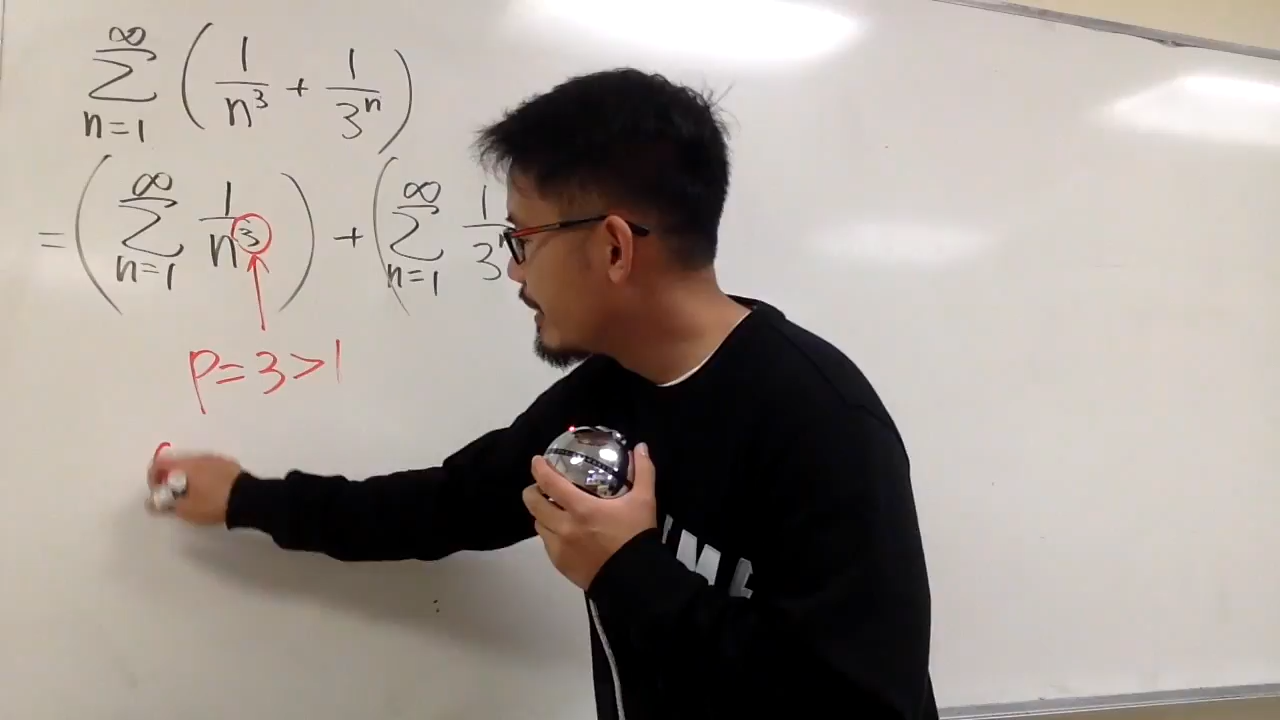 ∞ ∑ n=1 ( 1/n³ + 1/3ⁿ )
= ( ∞ ∑ n=1 1/n³ ) + ( ∞ ∑ n=1 1/3ⁿ
p=3>1